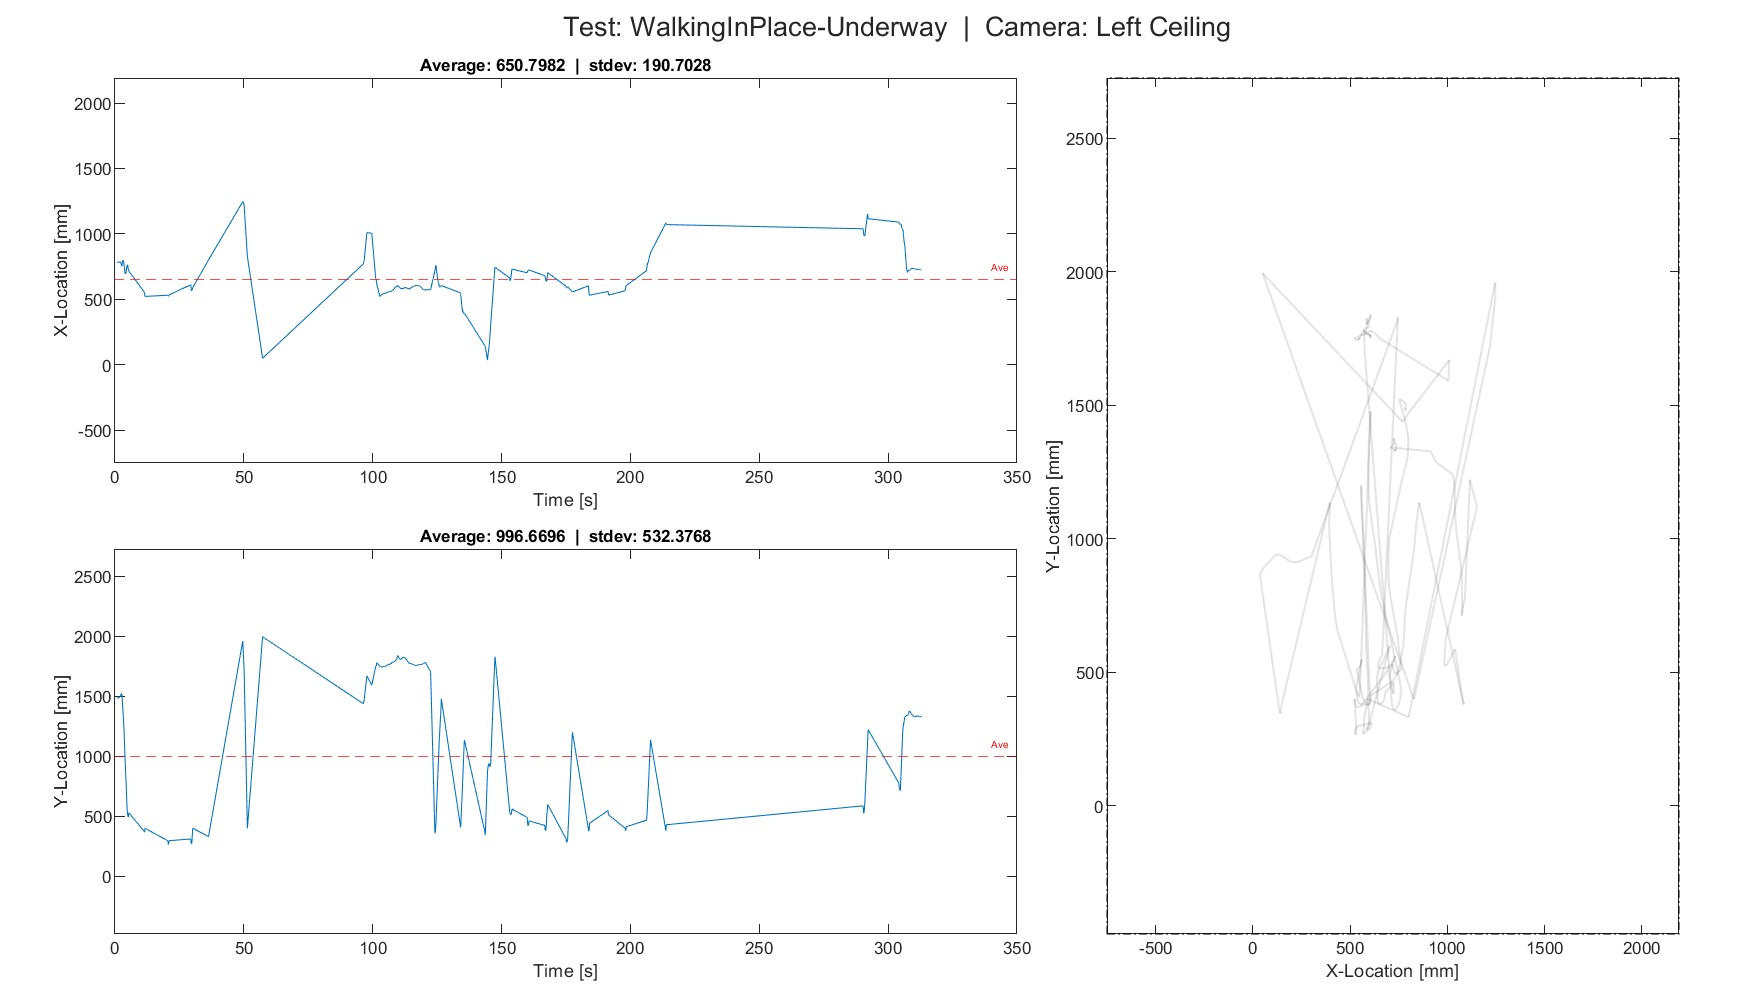 Test: WalkingInPlace-Underway | Camera: Left Ceiling
Average: 650.7982 | stdev: 190.7028
2000
1500
1000
500
0
-500
X-Location [mm]
Ave
0 50 100 150 200 250 300 350
Time [s]
Average: 996.6696 | stdev: 532.3768
2500
2000
1500
1000
500
0
Y-Location [mm]
Ave
0 50 100 150 200 250 300 350
Time [s]
2500
2000
1500
1000
500
0
Y-Location [mm]
-500 0 500 1000 1500 2000
X-Location [mm]